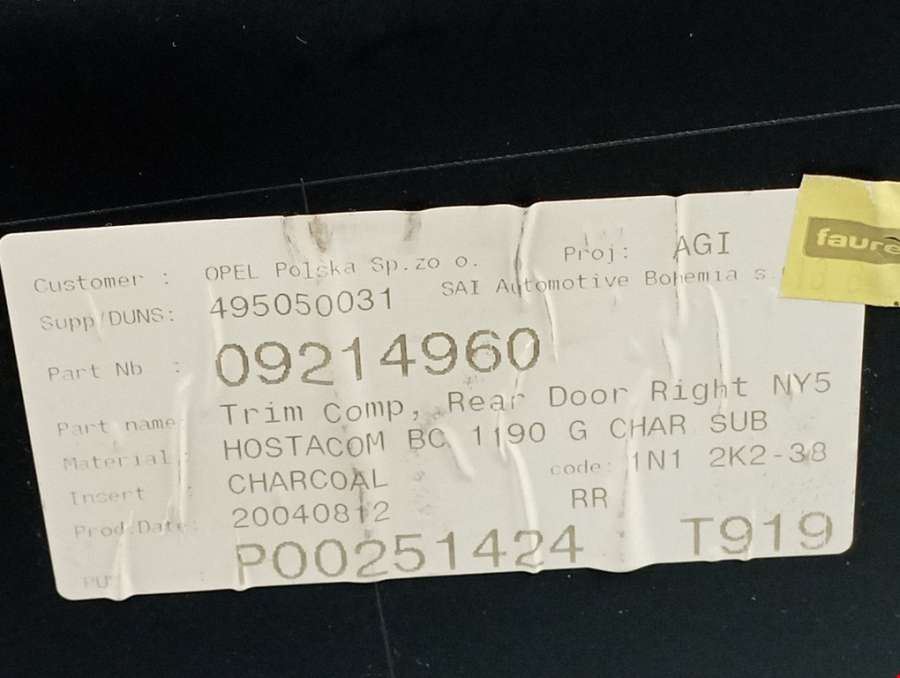 Customer : OPEL Polska Sp.zo o. Proj: AGI
Supp/DUNS: 495050031 SAI Automotive Bohemia s.
Part Nb : 09214960
Part name: Trim Comp, Rear Door Right NY5
Material: HOSTACOM BC 1190 G CHAR SUB
Insert CHARCOAL code: 1N1 2K2-38
Prod.Date: 20040812 RR
PU : P00251424 T919
faure